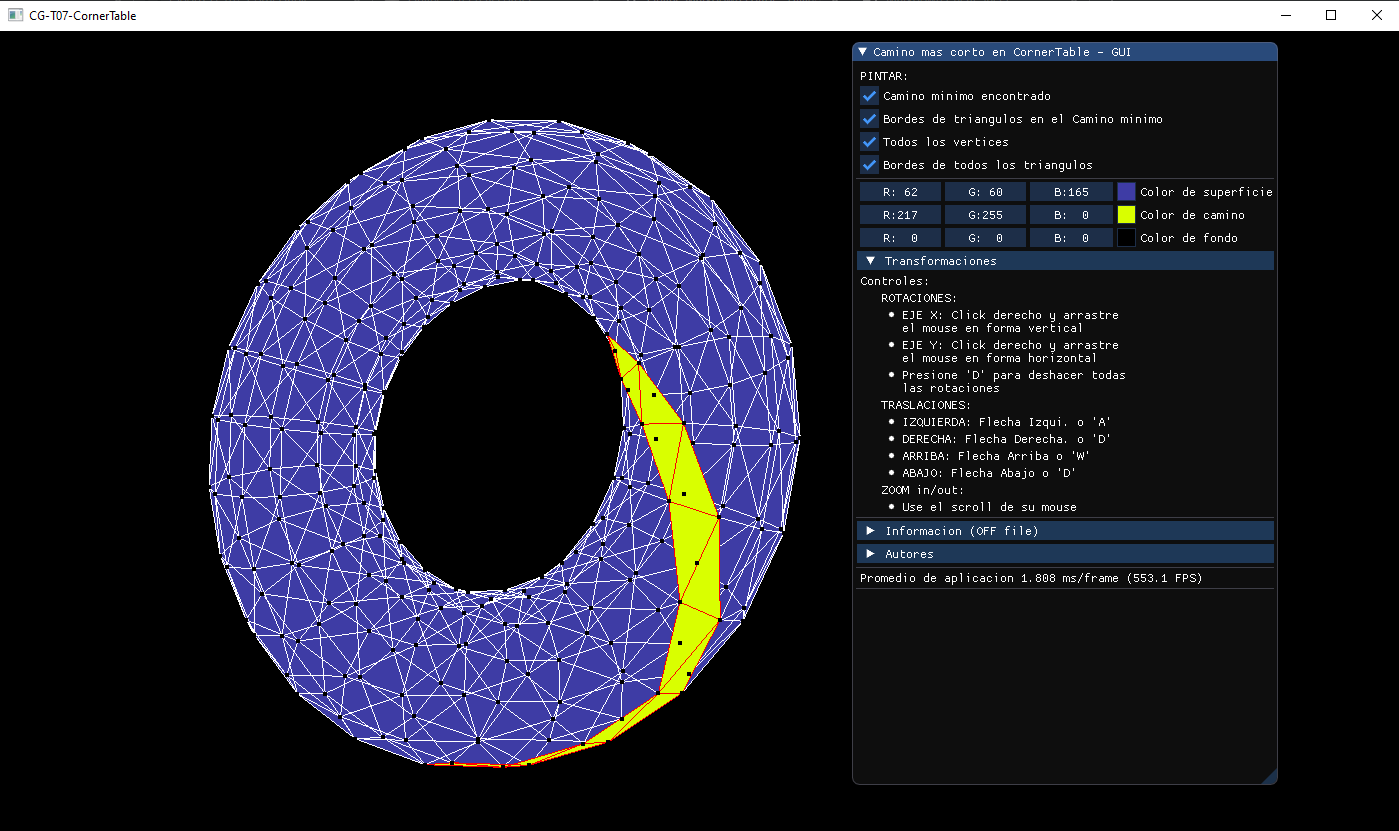 CG-T07-CornerTable
Camino mas corto en CornerTable - GUI
PINTAR:
Camino minimo encontrado
Bordes de triangulos en el Camino minimo
Todos los vertices
Bordes de todos los triangulos
R: 62 G: 60 B:165 Color de superficie
R:217 G:255 B: 0 Color de camino
R: 0 G: 0 B: 0 Color de fondo
Transformaciones
Controles:
ROTACIONES:
EJE X: Click derecho y arrastre
el mouse en forma vertical
EJE Y: Click derecho y arrastre
el mouse en forma horizontal
Presione 'D' para deshacer todas
las rotaciones
TRASLACIONES:
IZQUIERDA: Flecha Izqui. o 'A'
DERECHA: Flecha Derecha. o 'D'
ARRIBA: Flecha Arriba o 'W'
ABAJO: Flecha Abajo o 'D'
ZOOM in/out:
Use el scroll de su mouse
Informacion (OFF file)
Autores
Promedio de aplicacion 1.808 ms/frame (553.1 FPS)